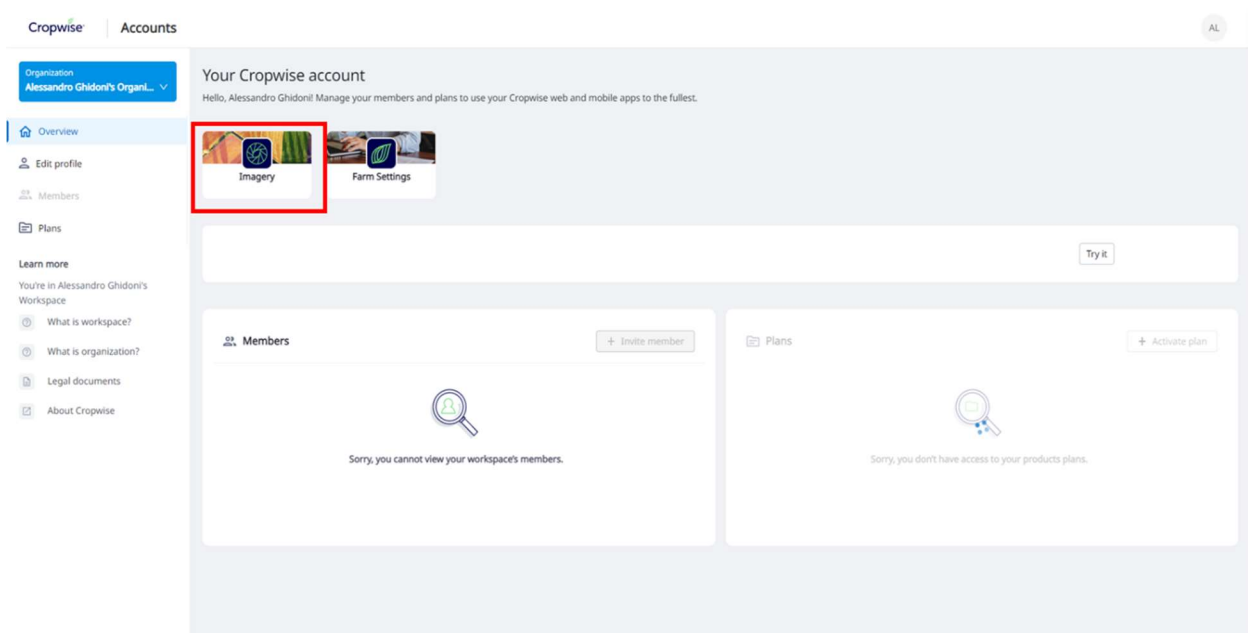 Cropwise Accounts
AL
Organization
Alessandro Ghidoni's Organi...
Overview
Edit profile
Members
Plans
Learn more
You're in Alessandro Ghidoni's
Workspace
What is workspace?
What is organization?
Legal documents
About Cropwise
Your Cropwise account
Hello, Alessandro Ghidoni! Manage your members and plans to use your Cropwise web and mobile apps to the fullest.
Imagery
Farm Settings
Try it
Members
+ Invite member
Sorry, you cannot view your workspace's members.
Plans
+ Activate plan
Sorry, you don't have access to your products plans.